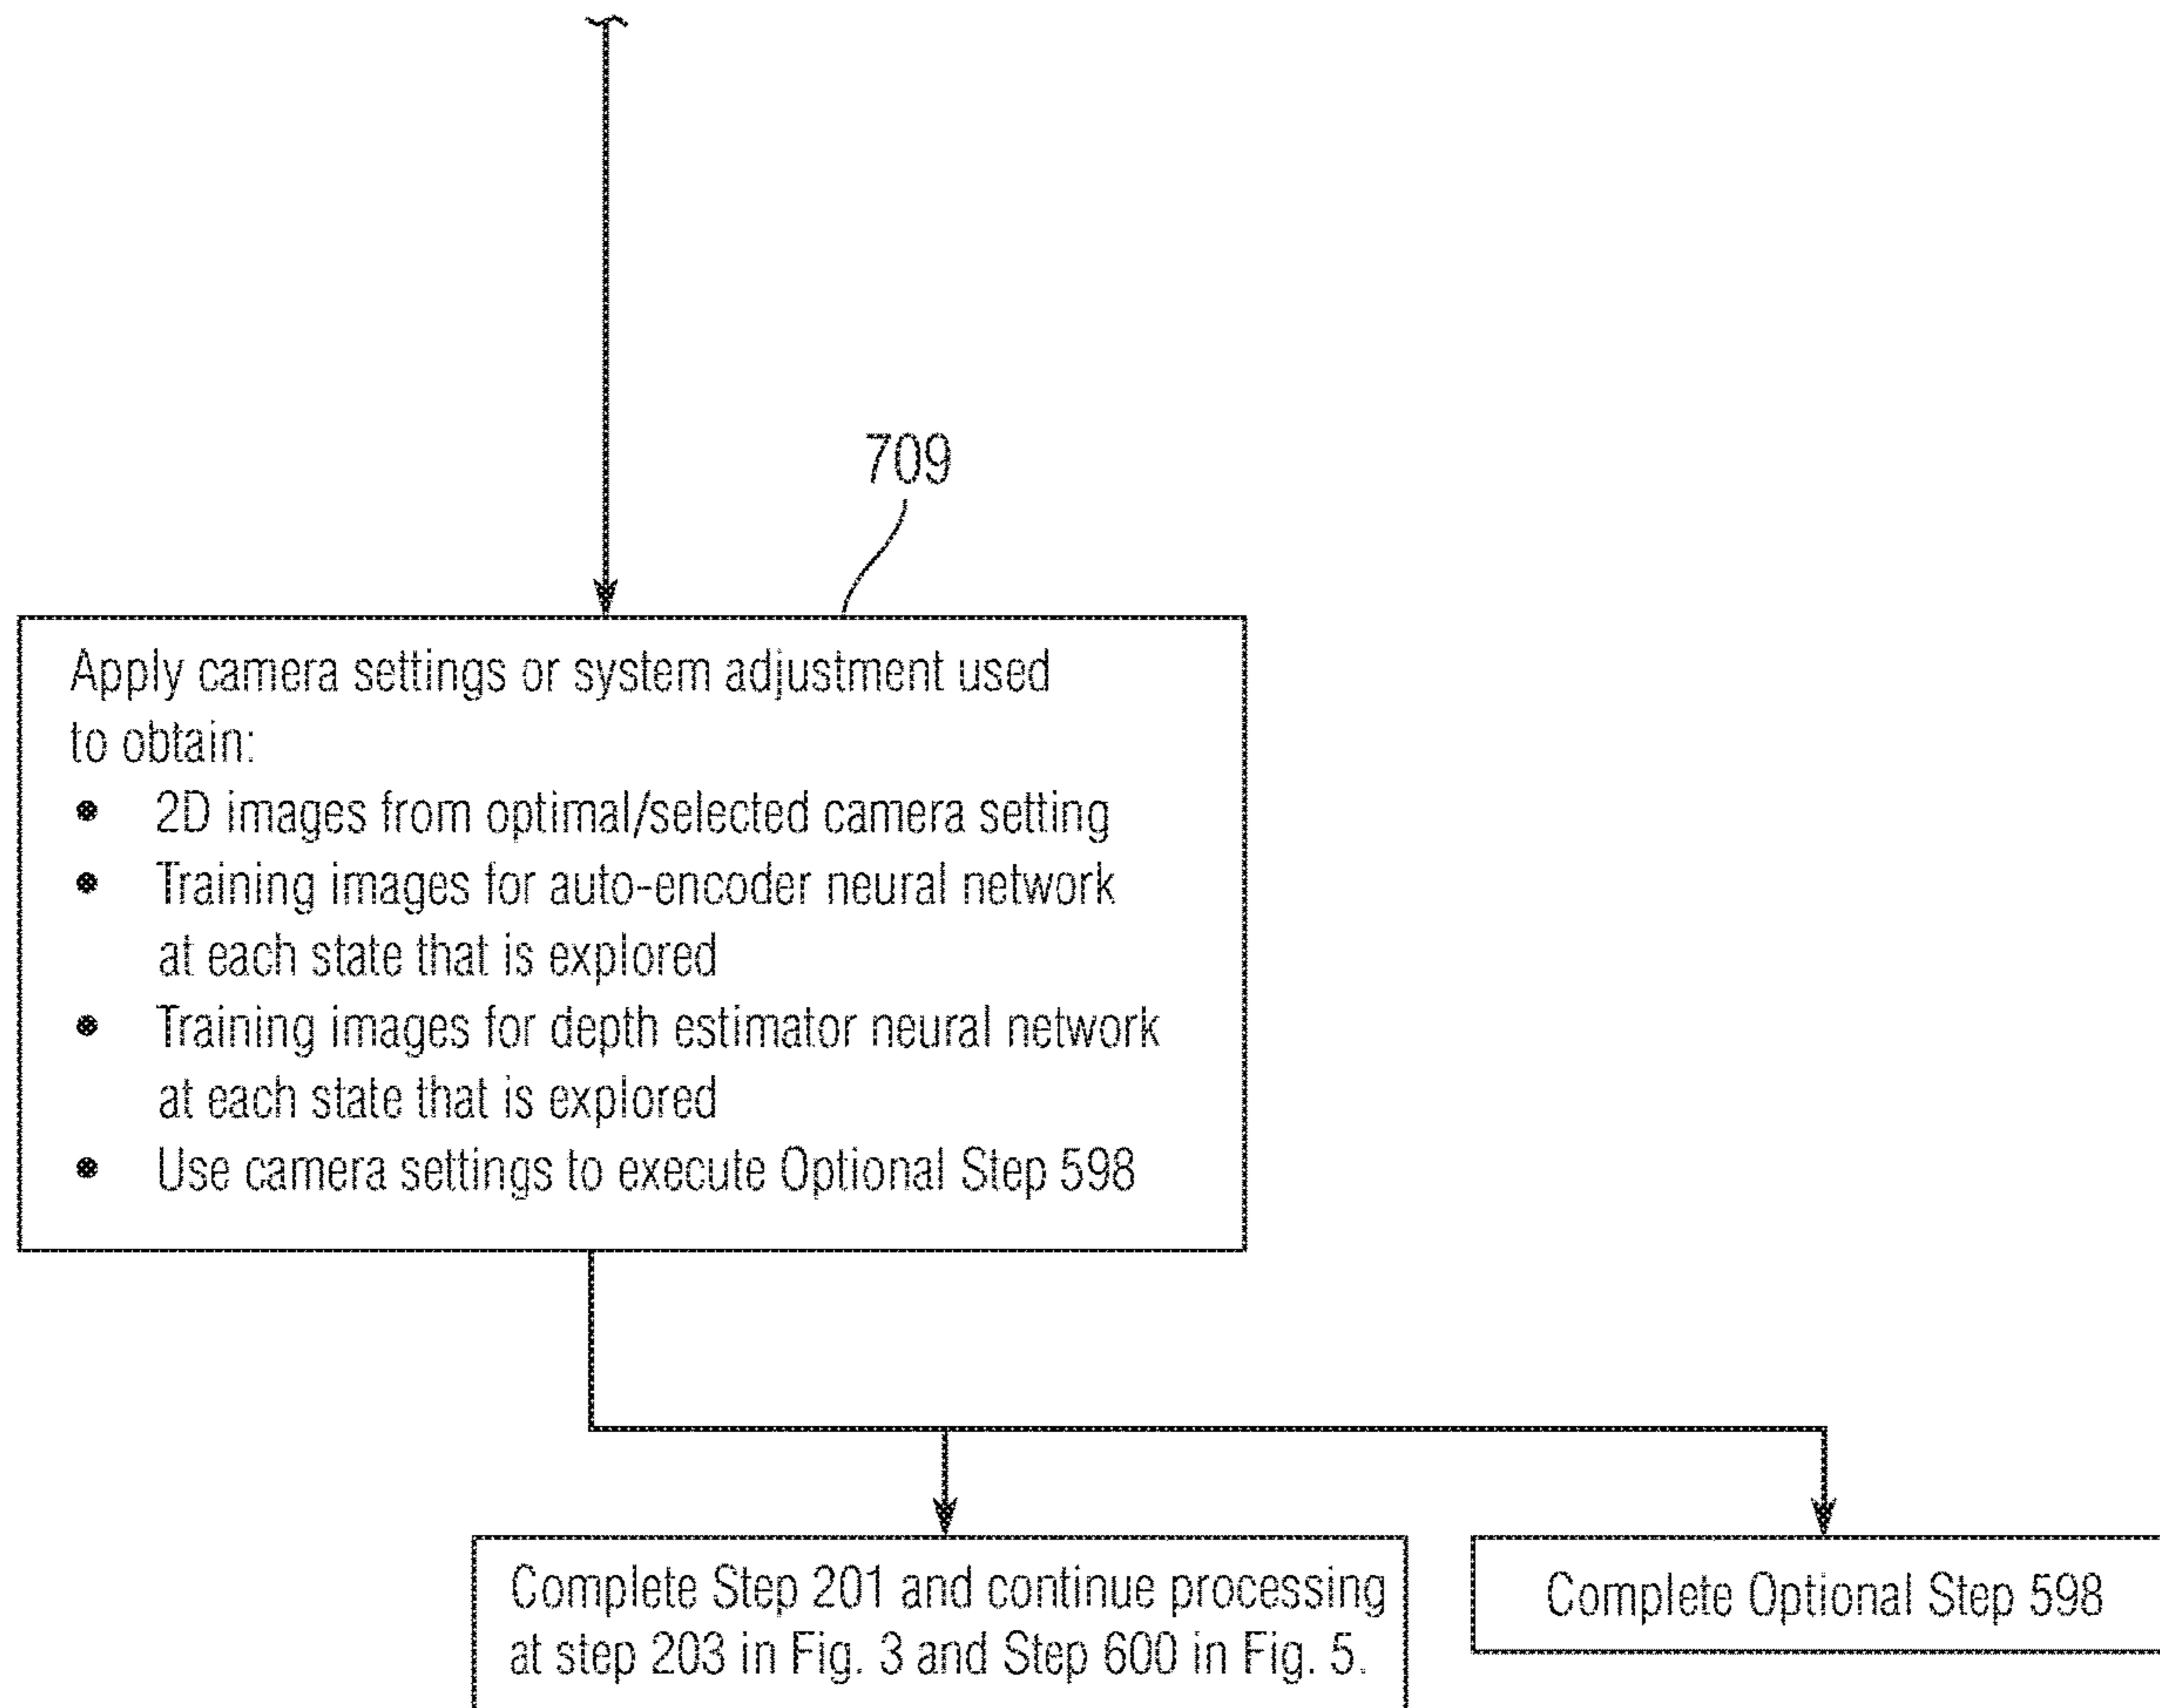 709
Apply camera settings or system adjustment used
to obtain:
• 2D images from optimal/selected camera setting
• Training images for auto-encoder neural network
at each state that is explored
• Training images for depth estimator neural network
at each state that is explored
• Use camera settings to execute Optional Step 598
Complete Step 201 and continue processing
at step 203 in Fig. 3 and Step 600 in Fig. 5.
Complete Optional Step 598